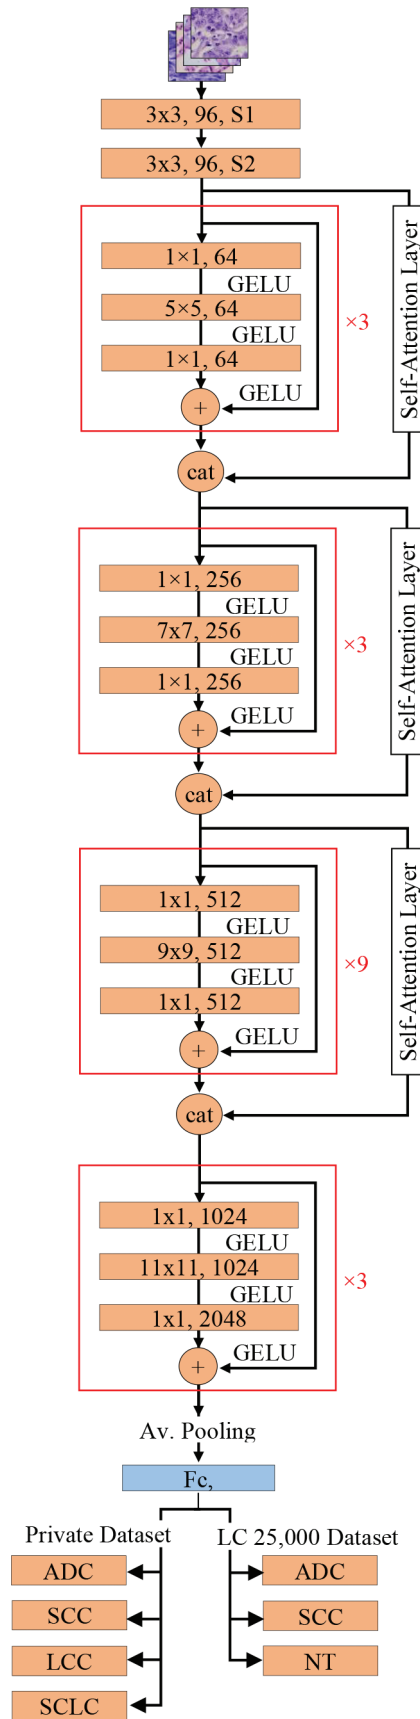 3x3, 96, S1
3x3, 96, S2
1×1, 64
GELU
5×5, 64
GELU
1×1, 64
GELU
+
×3
Self-Attention Layer
cat
1×1, 256
GELU
7x7, 256
GELU
1×1, 256
GELU
+
×3
Self-Attention Layer
cat
1x1, 512
GELU
9x9, 512
GELU
1x1, 512
GELU
+
×9
Self-Attention Layer
cat
1x1, 1024
GELU
11x11, 1024
GELU
1x1, 2048
GELU
+
×3
Av. Pooling
Fc,
Private Dataset
ADC
SCC
LCC
SCLC
LC 25,000 Dataset
ADC
SCC
NT